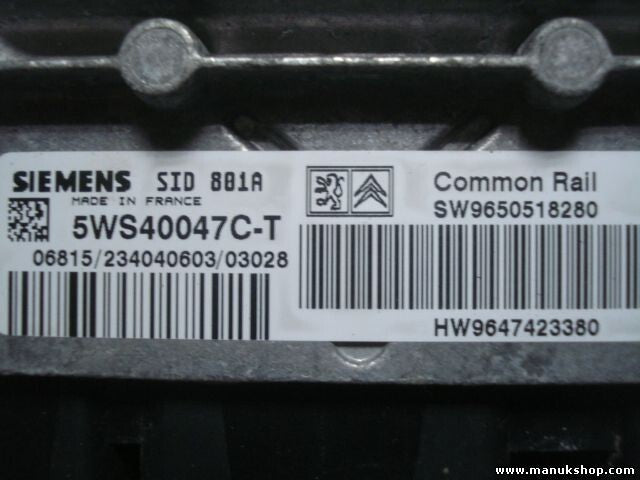 SIEMENS SID 801A
MADE IN FRANCE
5WS40047C-T
06815/234040603/03028
Common Rail
SW9650518280
HW9647423380
www.manukshop.com